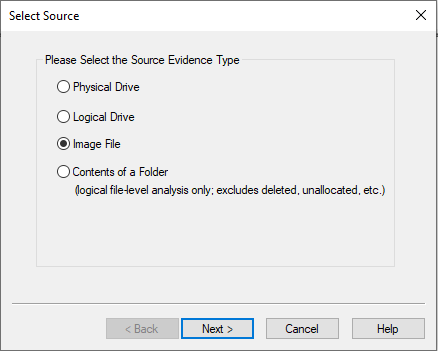 Select Source
Please Select the Source Evidence Type
Physical Drive
Logical Drive
Image File
Contents of a Folder
(logical file-level analysis only; excludes deleted, unallocated, etc.)
< Back Next > Cancel Help